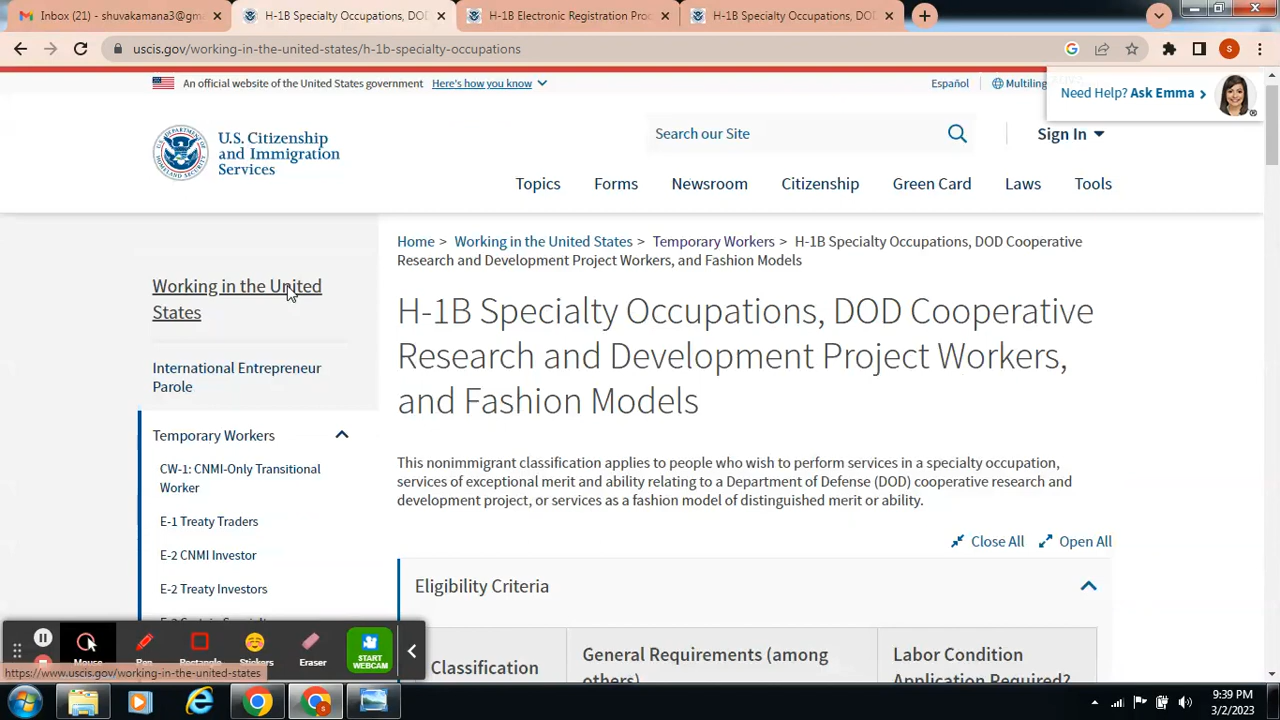 Inbox (21) - shuvakamana3@gm
H-1B Specialty Occupations, DO
H-1B Electronic Registration Proc
H-1B Specialty Occupations, DO
uscis.gov/working-in-the-united-states/h-1b-specialty-occupations
S
An official website of the United States government Here's how you know
Español
Multiling
Need Help? Ask Emma
U.S. Citizenship
and Immigration
Services
Search our Site
Sign In
Topics Forms Newsroom Citizenship Green Card Laws Tools
Home > Working in the United States > Temporary Workers > H-1B Specialty Occupations, DOD Cooperative
Research and Development Project Workers, and Fashion Models
Working in the United
States
International Entrepreneur
Parole
Temporary Workers
CW-1: CNMI-Only Transitional
Worker
E-1 Treaty Traders
E-2 CNMI Investor
E-2 Treaty Investors
H-1B Specialty Occupations, DOD Cooperative
Research and Development Project Workers,
and Fashion Models
This nonimmigrant classification applies to people who wish to perform services in a specialty occupation,
services of exceptional merit and ability relating to a Department of Defense (DOD) cooperative research and
development project, or services as a fashion model of distinguished merit or ability.
Close All Open All
Eligibility Criteria
Classification
General Requirements (among
others)
Labor Condition
Application Required?
Mouse Pen Rectangle Stickers Eraser
START
WEBCAM
https://www.uscis.gov/working-in-the-united-states
9:39 PM
3/2/2023